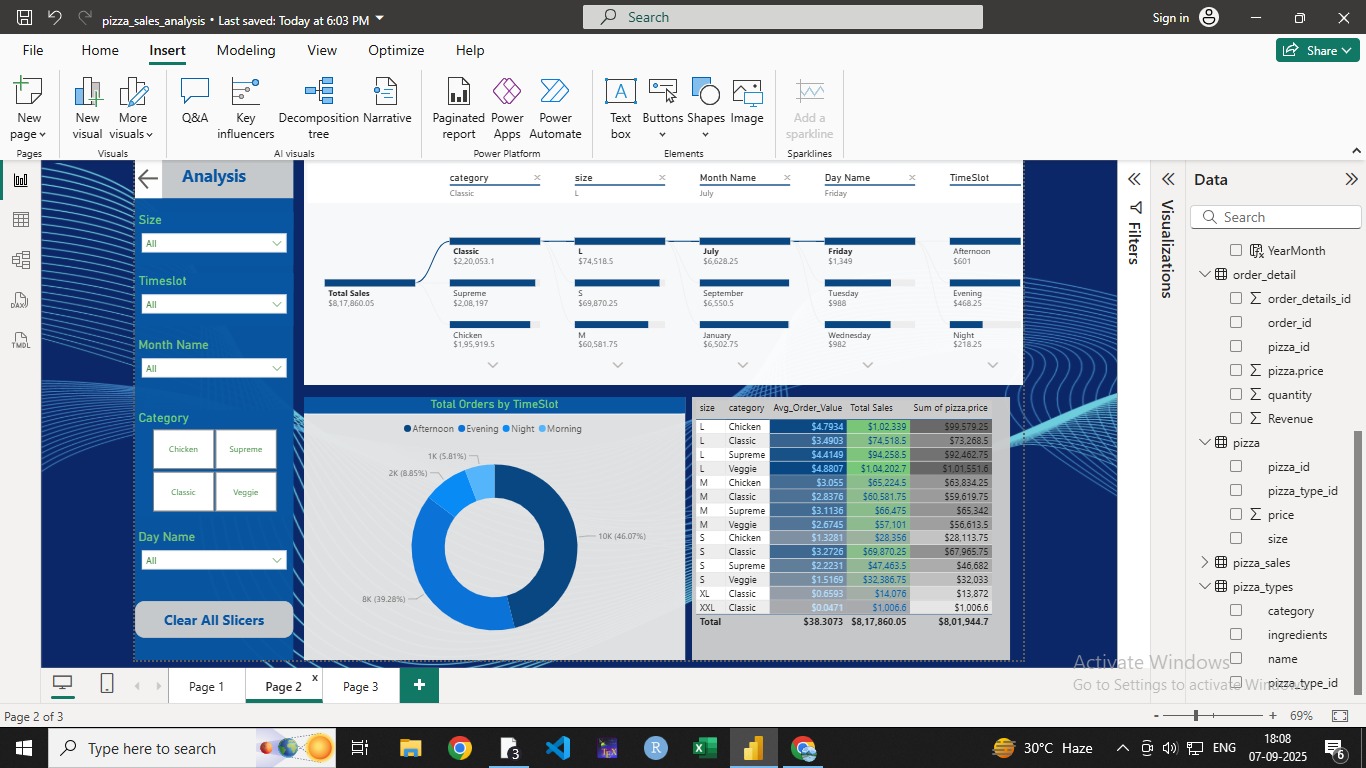 pizza_sales_analysis • Last saved: Today at 6:03 PM
Search
Sign in
File Home Insert Modeling View Optimize Help
Share
New page
New visual
More visuals
Q&A
Key influencers
Decomposition tree
Narrative
Paginated report
Power Apps
Power Automate
Text box
Buttons
Shapes
Image
Add a sparkline
Pages Visuals AI visuals Power Platform Elements Sparklines
DAX
TMDL
Analysis
Size
All
Timeslot
All
Month Name
All
Category
Chicken Supreme
Classic Veggie
Day Name
All
Clear All Slicers
category size Month Name Day Name TimeSlot
Classic L July Friday
Total Sales
$8,17,860.05
Classic L July Friday Afternoon
$2,20,053.1 $74,518.5 $6,628.25 $1,349 $601
Supreme S September Tuesday Evening
$2,08,197 $69,870.25 $6,550.5 $988 $468.25
Chicken M January Wednesday Night
$1,95,919.5 $60,581.75 $6,502.75 $982 $218.25
Total Orders by TimeSlot
Afternoon Evening Night Morning
1K (5.81%)
2K (8.85%)
10K (46.07%)
8K (39.28%)
size category Avg_Order_Value Total Sales Sum of pizza.price
L Chicken $4.7934 $1,02,339 $99,579.25
L Classic $3.4903 $74,518.5 $73,268.5
L Supreme $4.4149 $94,258.5 $92,462.75
L Veggie $4.8807 $1,04,202.7 $1,01,551.6
M Chicken $3.055 $65,224.5 $63,834.25
M Classic $2.8376 $60,581.75 $59,619.75
M Supreme $3.1136 $66,475 $65,342
M Veggie $2.6745 $57,101 $56,613.5
S Chicken $1.3281 $28,356 $28,113.75
S Classic $3.2726 $69,870.25 $67,965.75
S Supreme $2.2231 $47,463.5 $46,682
S Veggie $1.5169 $32,386.75 $32,033
XL Classic $0.6593 $14,076 $13,872
XXL Classic $0.0471 $1,006.6 $1,006.6
Total $38.3073 $8,17,860.05 $8,01,944.7
Filters
Visualizations
Data
Search
YearMonth
order_detail
order_details_id
order_id
pizza_id
pizza.price
quantity
Revenue
pizza
pizza_id
pizza_type_id
price
size
pizza_sales
pizza_types
category
ingredients
name
pizza_type_id
Activate Windows
Go to Settings to activate Windows.
Page 1 Page 2 x Page 3 +
Page 2 of 3
- + 69%
Type here to search
30°C Haze
ENG
18:08
07-09-2025
6